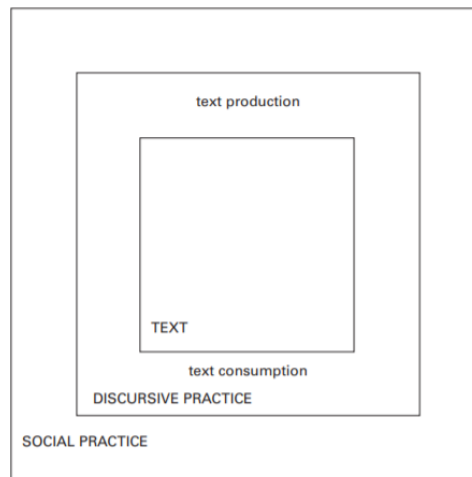 text production
TEXT
text consumption
DISCURSIVE PRACTICE
SOCIAL PRACTICE